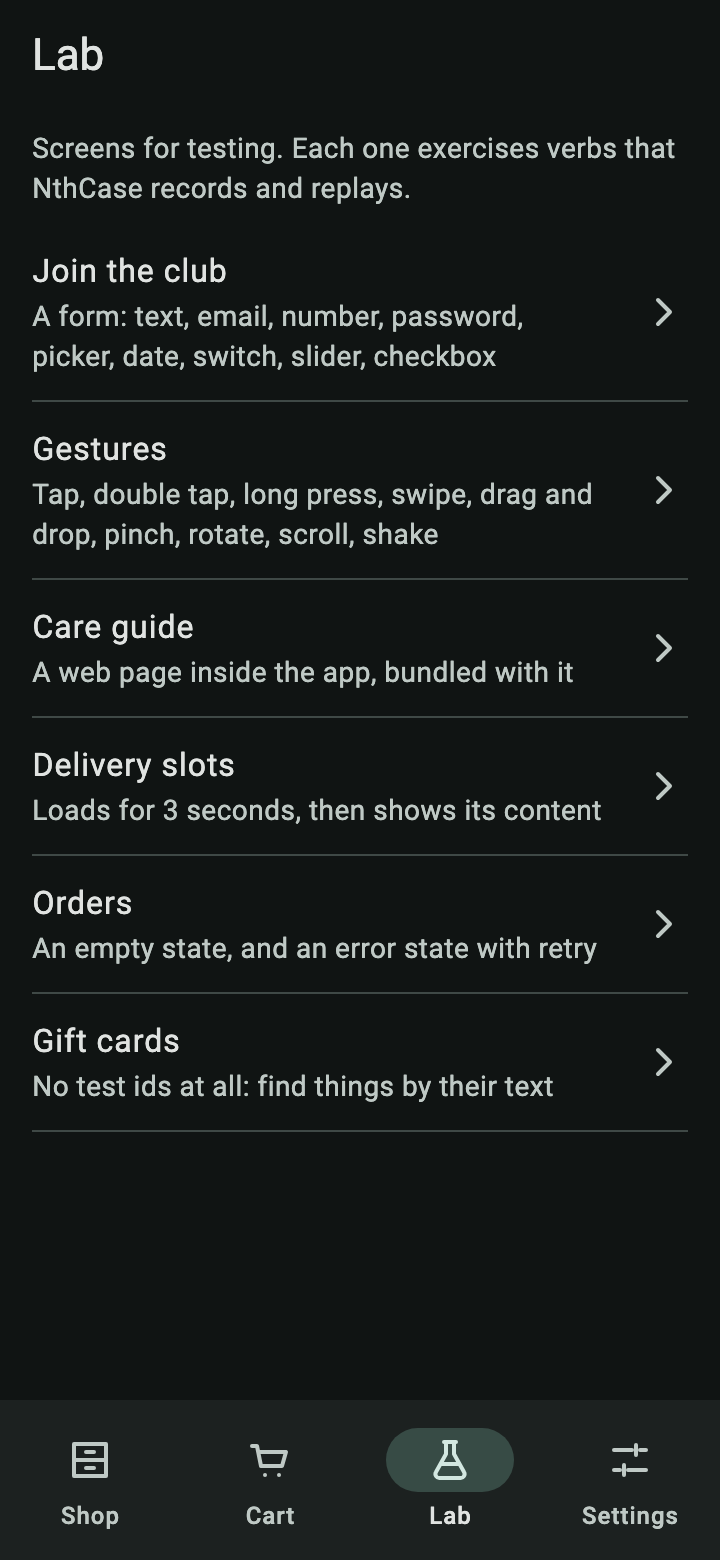 Lab
Screens for testing. Each one exercises verbs that
NthCase records and replays.
Join the club
A form: text, email, number, password,
picker, date, switch, slider, checkbox
Gestures
Tap, double tap, long press, swipe, drag and
drop, pinch, rotate, scroll, shake
Care guide
A web page inside the app, bundled with it
Delivery slots
Loads for 3 seconds, then shows its content
Orders
An empty state, and an error state with retry
Gift cards
No test ids at all: find things by their text
Shop
Cart
Lab
Settings